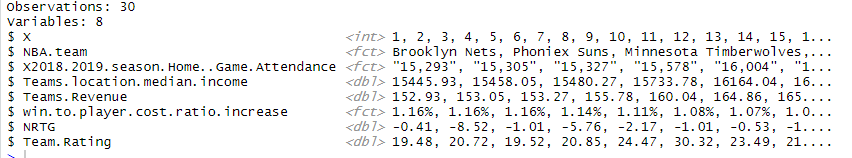 Observations: 30
Variables: 8
$ X <int> 1, 2, 3, 4, 5, 6, 7, 8, 9, 10, 11, 12, 13, 14, 15, 1...
$ NBA.team <fct> Brooklyn Nets, Phoniex Suns, Minnesota Timberwolves,...
$ X2018.2019.season.Home..Game.Attendance <fct> "15,293", "15,305", "15,327", "15,578", "16,004", "1...
$ Teams.location.median.income <dbl> 15445.93, 15458.05, 15480.27, 15733.78, 16164.04, 16...
$ Teams.Revenue <dbl> 152.93, 153.05, 153.27, 155.78, 160.04, 164.86, 165....
$ win.to.player.cost.ratio.increase <fct> 1.16%, 1.16%, 1.16%, 1.14%, 1.11%, 1.08%, 1.07%, 1.0...
$ NRTG <dbl> -0.41, -8.52, -1.01, -5.76, -2.17, -1.01, -0.53, -1....
$ Team.Rating <dbl> 19.48, 20.72, 19.52, 20.85, 24.47, 30.32, 23.49, 21....
>